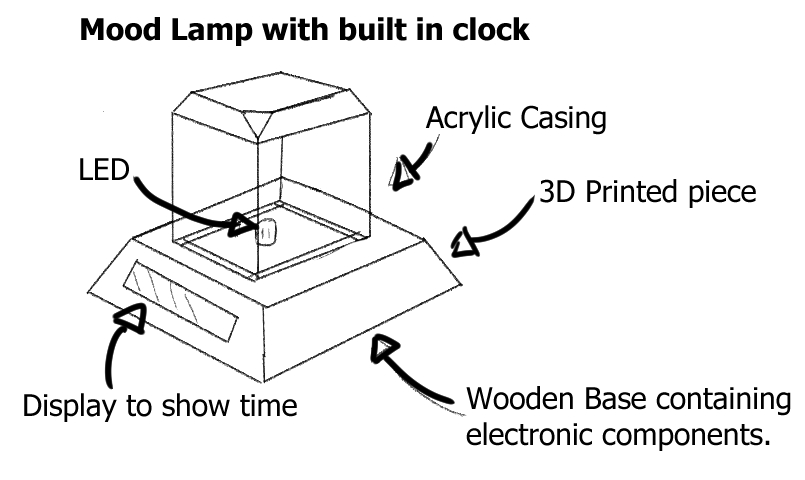 Mood Lamp with built in clock
Acrylic Casing
LED
3D Printed piece
Display to show time
Wooden Base containing
electronic components.